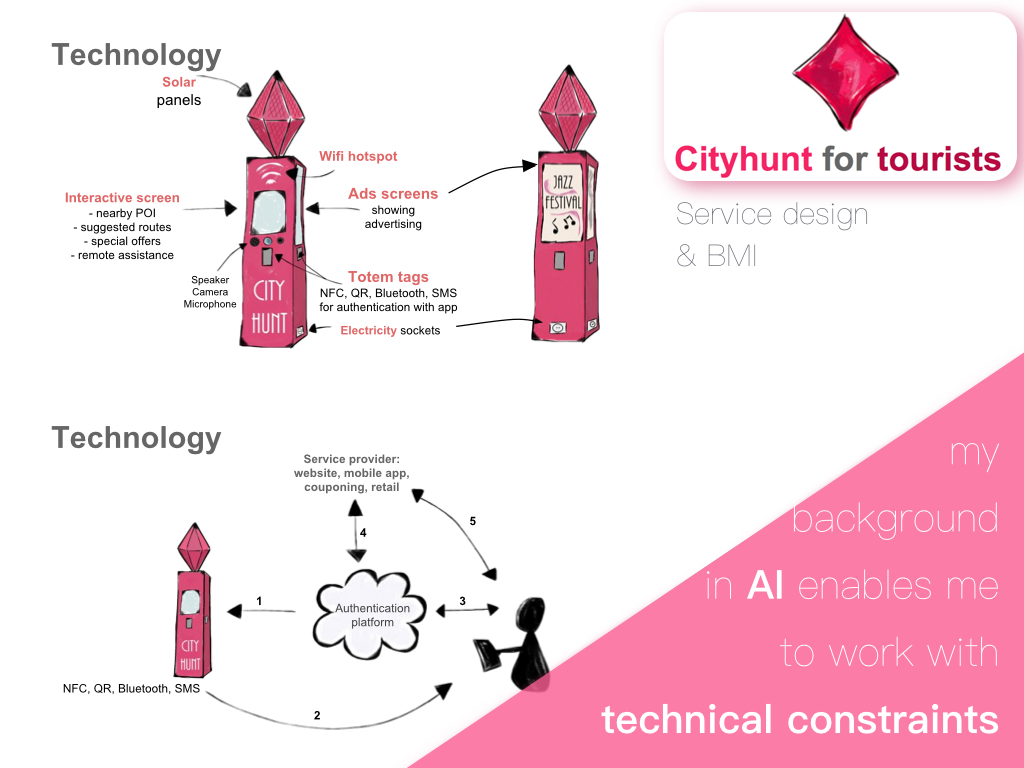 Technology
Solar
panels
Wifi hotspot
Interactive screen
- nearby POI
- suggested routes
- special offers
- remote assistance
Ads screens
showing
advertising
Speaker
Camera
Microphone
Totem tags
NFC, QR, Bluetooth, SMS
for authentication with app
Electricity sockets
CITY
HUNT
JAZZ
FESTIVAL
Cityhunt for tourists
Service design
& BMI
Technology
Service provider:
website, mobile app,
couponing, retail
4
5
1
Authentication
platform
3
CITY
HUNT
NFC, QR, Bluetooth, SMS
2
my
background
in AI enables me
to work with
technical constraints